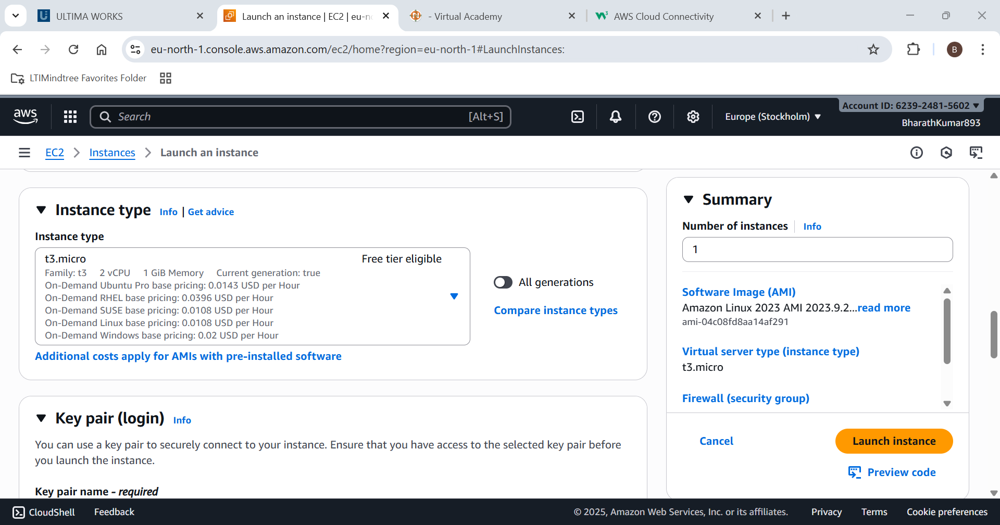 ULTIMA WORKS
Launch an instance | EC2 | eu-n
- Virtual Academy
AWS Cloud Connectivity
eu-north-1.console.aws.amazon.com/ec2/home?region=eu-north-1#LaunchInstances:
B
LTIMindtree Favorites Folder
aws
Search
[Alt+S]
Europe (Stockholm)
Account ID: 6239-2481-5602
BharathKumar893
EC2 > Instances > Launch an instance
Instance type
Info | Get advice
Instance type
t3.micro
Free tier eligible
Family: t3 2 vCPU 1 GiB Memory Current generation: true
On-Demand Ubuntu Pro base pricing: 0.0143 USD per Hour
On-Demand RHEL base pricing: 0.0396 USD per Hour
On-Demand SUSE base pricing: 0.0108 USD per Hour
On-Demand Linux base pricing: 0.0108 USD per Hour
On-Demand Windows base pricing: 0.02 USD per Hour
All generations
Compare instance types
Additional costs apply for AMIs with pre-installed software
Key pair (login)
Info
You can use a key pair to securely connect to your instance. Ensure that you have access to the selected key pair before
you launch the instance.
Key pair name - required
Summary
Number of instances
Info
1
Software Image (AMI)
Amazon Linux 2023 AMI 2023.9.2...read more
ami-04c08fd8aa14af291
Virtual server type (instance type)
t3.micro
Firewall (security group)
Cancel
Launch instance
Preview code
CloudShell
Feedback
© 2025, Amazon Web Services, Inc. or its affiliates.
Privacy
Terms
Cookie preferences